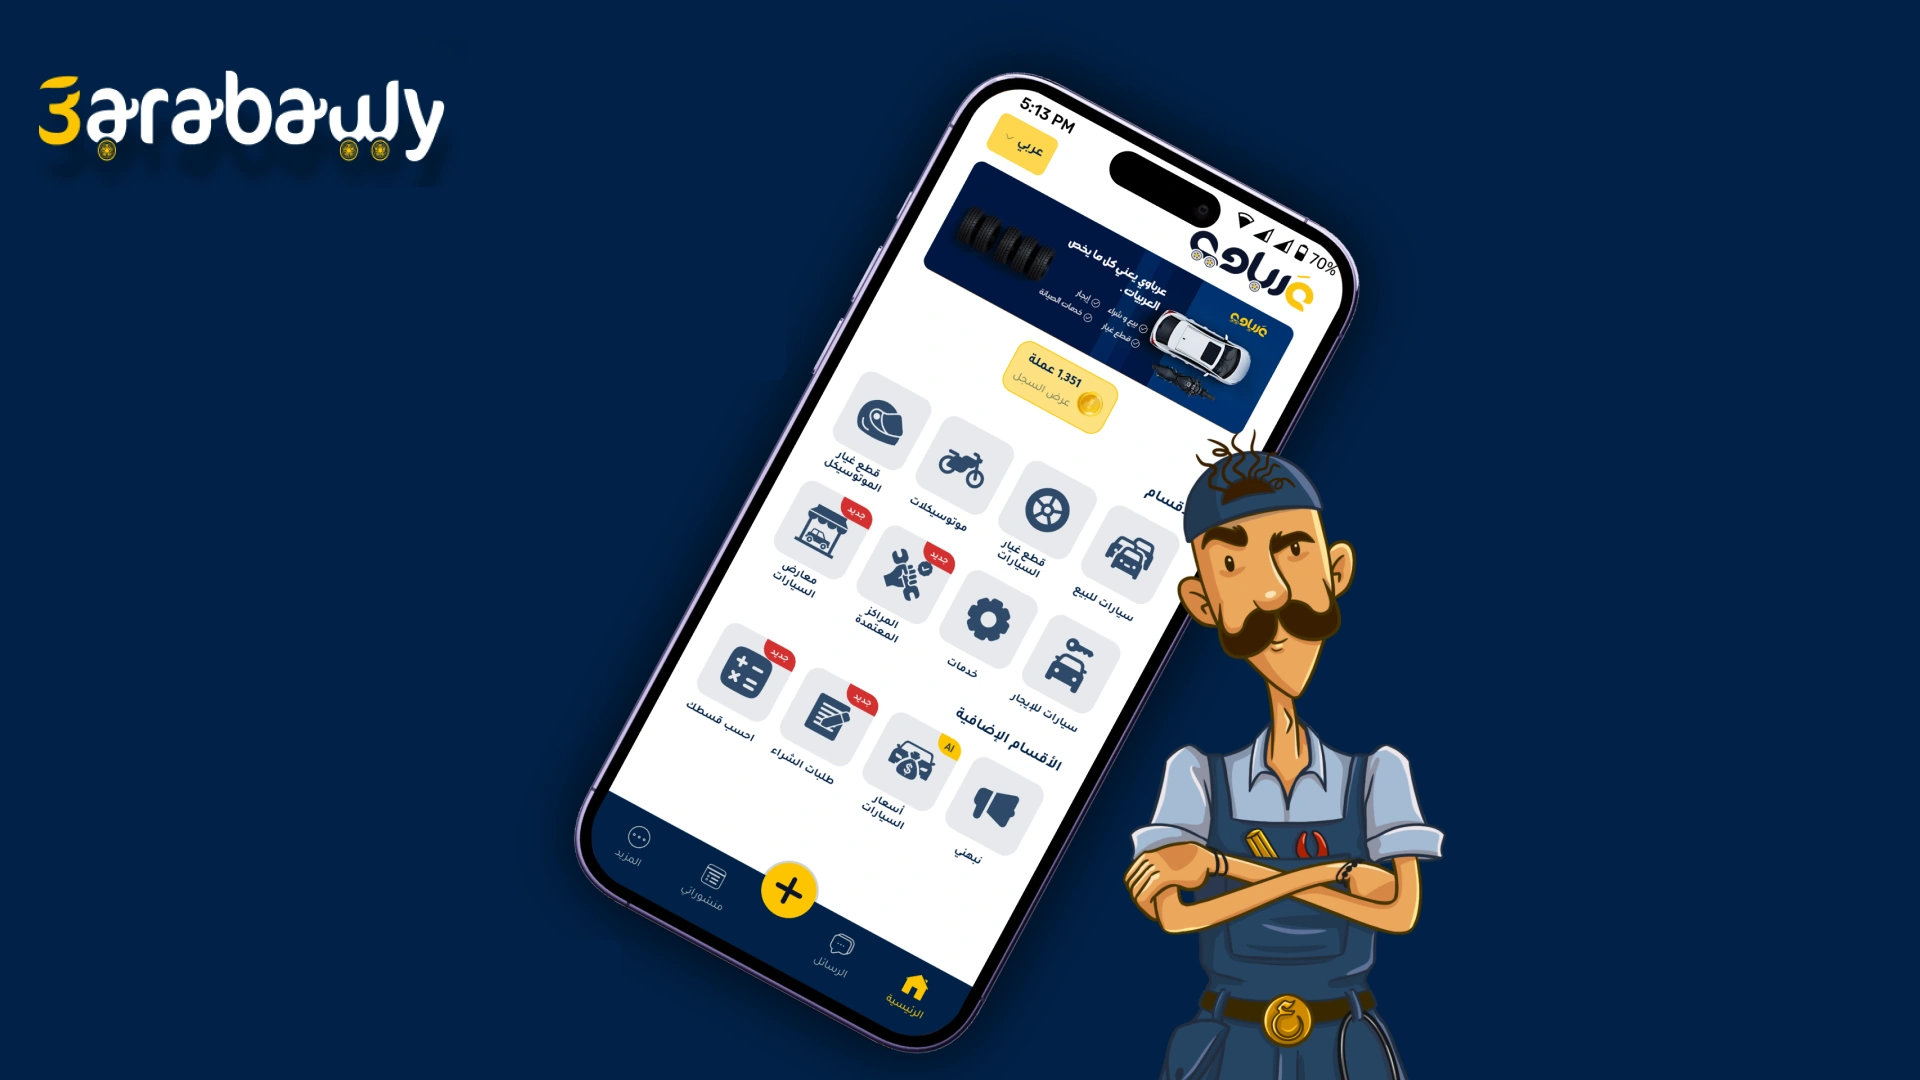 3arabawly
5:13 PM
70%
عربي
عرباوي
عرباوي
عرباوي يعني كل ما يخص
العربيات.
بيع و شراء
إيجار
قطع غيار
خدمات الصيانة
1,351 عملة
عرض السجل
قسام
سيارات للبيع
قطع غيار
السيارات
موتوسيكلات
قطع غيار
الموتوسيكل
سيارات للإيجار
خدمات
جديد
المراكز
المعتمدة
جديد
معارض
السيارات
الأقسام الإضافية
نبهني
AI
أسعار
السيارات
جديد
طلبات الشراء
جديد
احسب قسطك
الرئيسية
الرسائل
منشوراتي
المزيد
ع